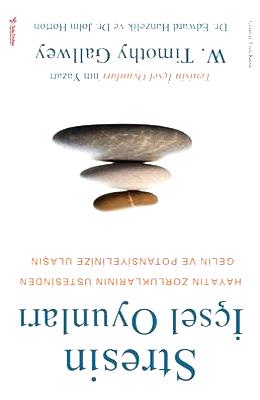 Stresin
İçsel Oyunları
HAYATIN ZORLUKLARININ ÜSTESİNDEN
GELİN VE POTANSİYELİNİZE ULAŞIN
Tenisin İçsel Oyunları'nın Yazarı
W. Timothy Gallwey
Dr. Edward Hanzelik ve Dr. John Horton